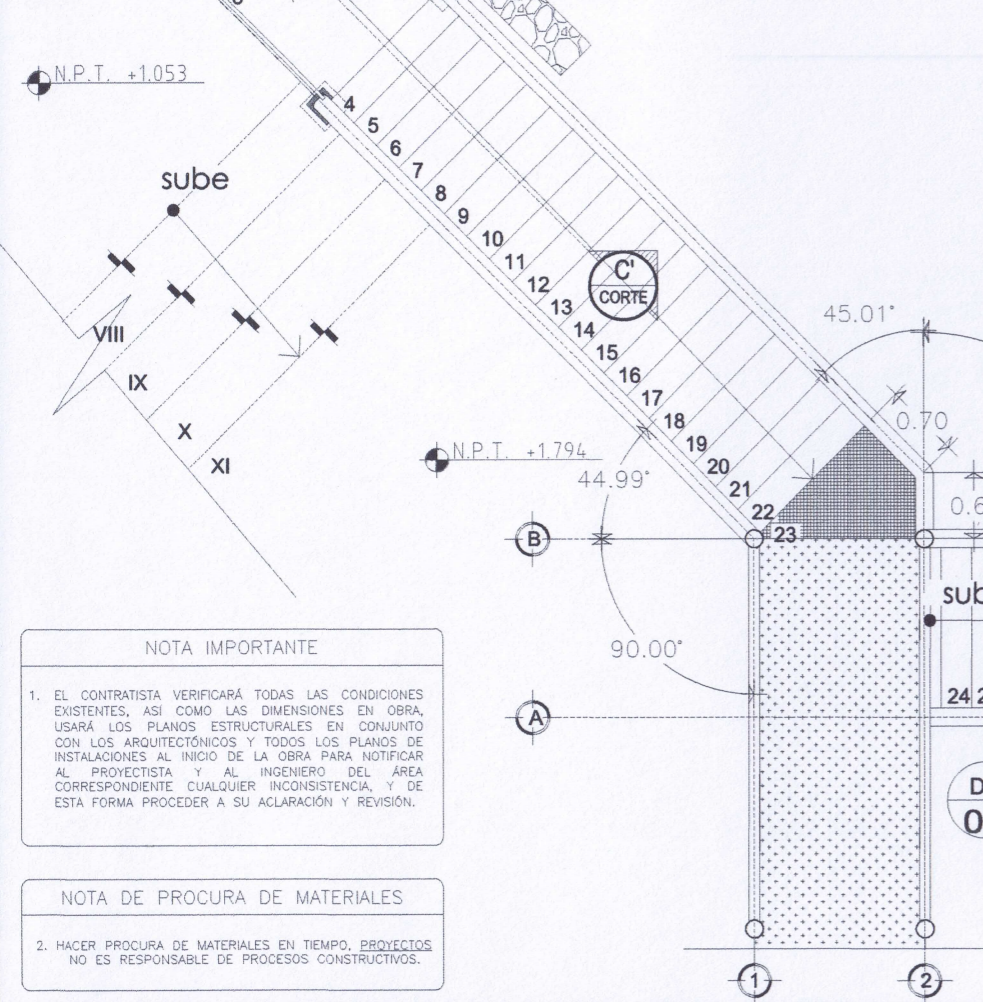 N.P.T. +1.053
sube
VIII
IX
X
XI
4
5
6
7
8
9
10
11
12
13
14
15
16
17
18
19
20
21
22
23
C'
CORTE
45.01°
0.70
N.P.T. +1.794
44.99°
B
90.00°
A
24
1
2
NOTA IMPORTANTE
1. EL CONTRATISTA VERIFICARÁ TODAS LAS CONDICIONES
EXISTENTES, ASI COMO LAS DIMENSIONES EN OBRA,
USARÁ LOS PLANOS ESTRUCTURALES EN CONJUNTO
CON LOS ARQUITECTÓNICOS Y TODOS LOS PLANOS DE
INSTALACIONES AL INICIO DE LA OBRA PARA NOTIFICAR
AL PROYECTISTA Y AL INGENIERO DEL ÁREA
CORRESPONDIENTE CUALQUIER INCONSISTENCIA, Y DE
ESTA FORMA PROCEDER A SU ACLARACIÓN Y REVISIÓN.
NOTA DE PROCURA DE MATERIALES
2. HACER PROCURA DE MATERIALES EN TIEMPO, PROYECTOS
NO ES RESPONSABLE DE PROCESOS CONSTRUCTIVOS.